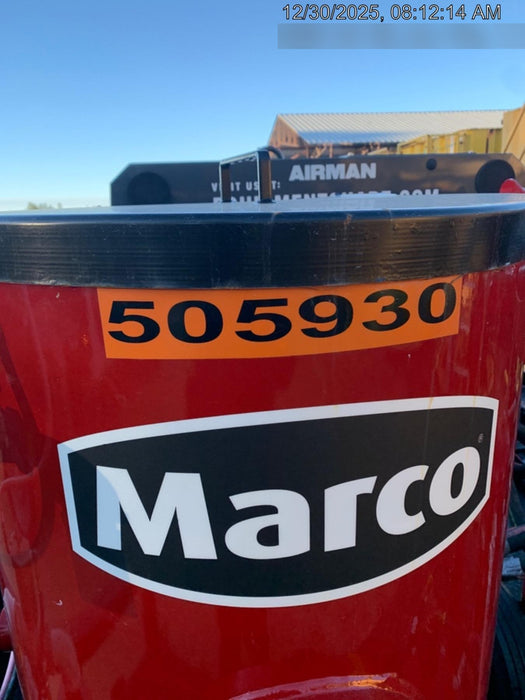 12/30/2025, 08:12:14 AM
AIRMAN
VISIT US AT:
505930
Marco®